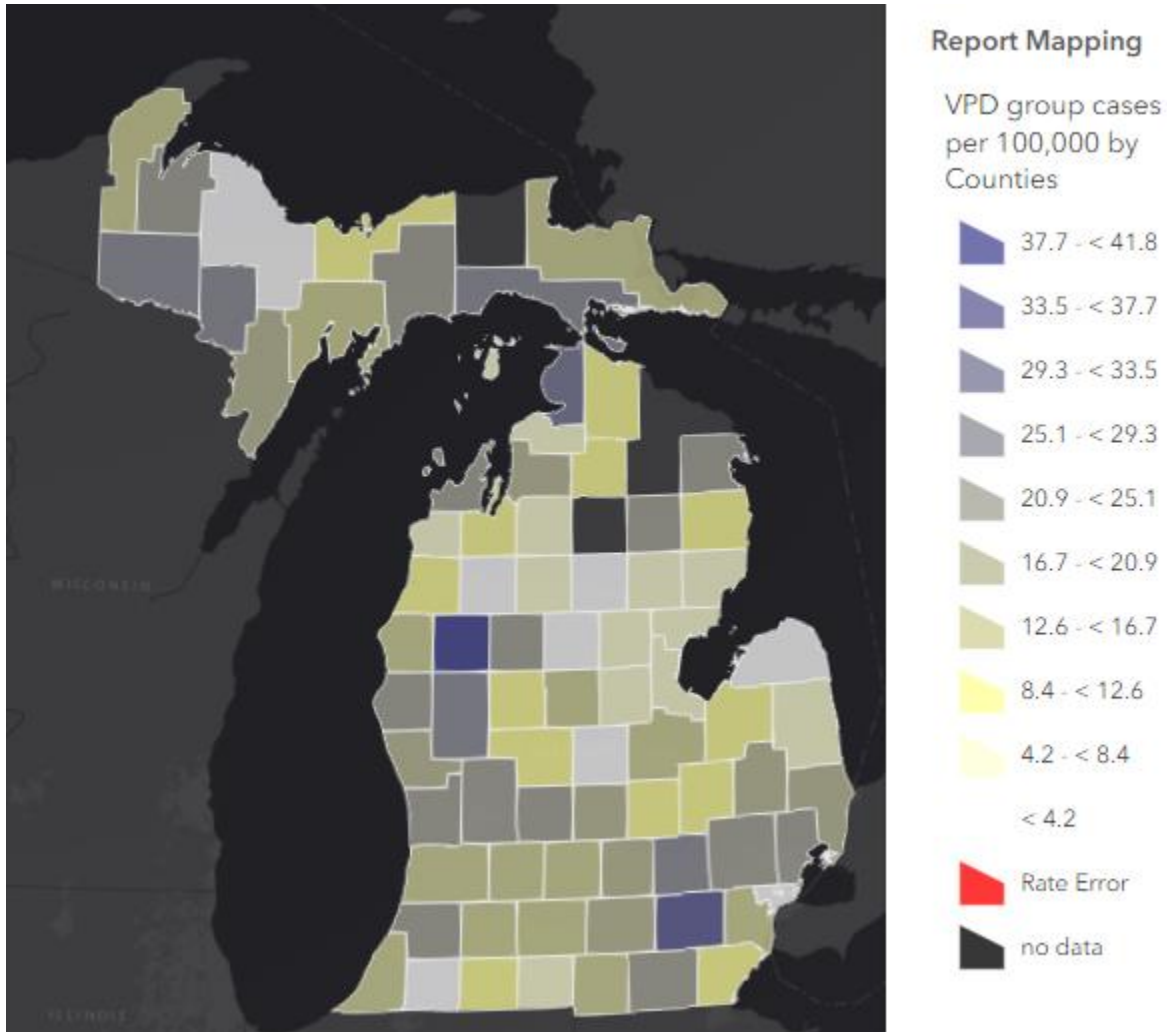 Report Mapping
VPD group cases
per 100,000 by
Counties
37.7 - < 41.8
33.5 - < 37.7
29.3 - < 33.5
25.1 - < 29.3
20.9 - < 25.1
16.7 - < 20.9
12.6 - < 16.7
8.4 - < 12.6
4.2 - < 8.4
< 4.2
Rate Error
no data
WISCONSIN
ILLINOIS